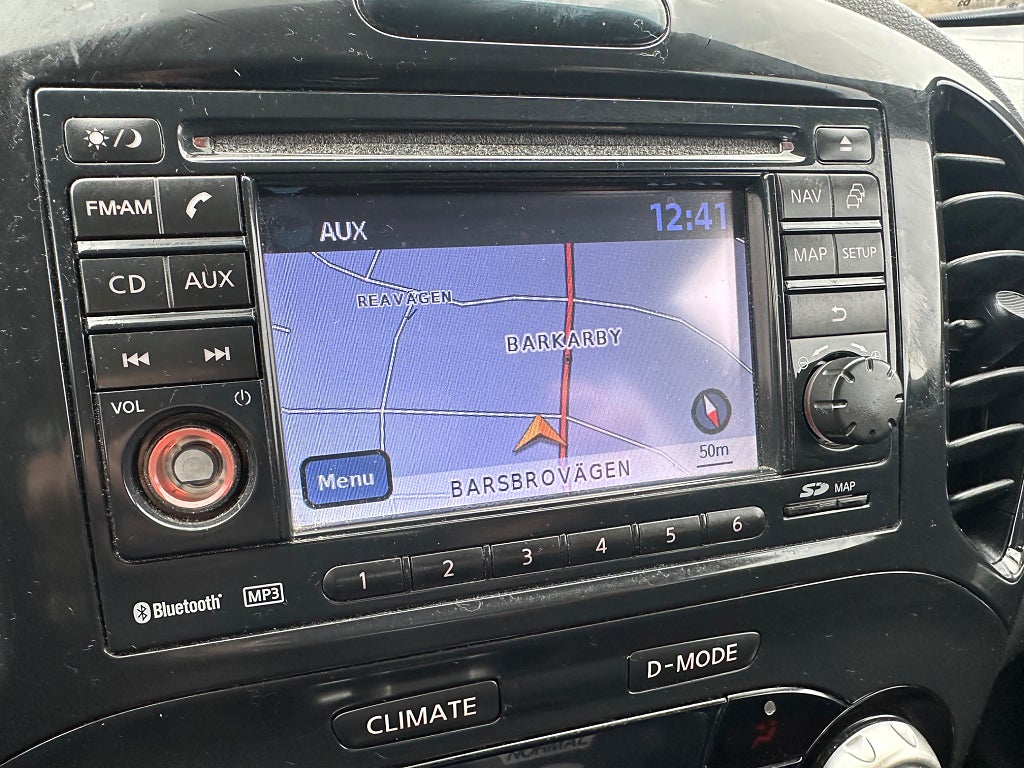 FM·AM
CD AUX
VOL
AUX 12:41
REAVÄGEN
BARKARBY
50m
BARSBROVÄGEN
Menu
NAV
MAP SETUP
SD MAP
1 2 3 4 5 6
Bluetooth MP3
CLIMATE D-MODE
NORMAL